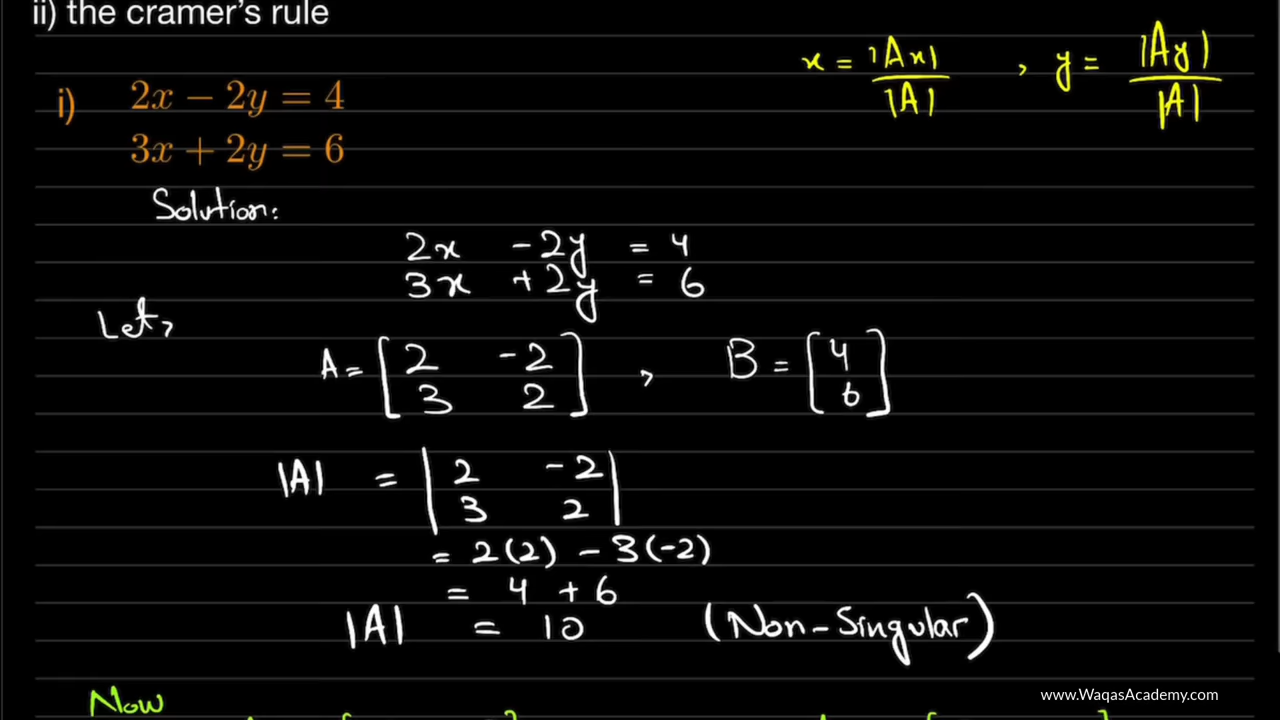 ii) the cramer's rule
x = |Ax| / |A| , y = |Ay| / |A|
i) 2x − 2y = 4
3x + 2y = 6
Solution:
2x - 2y = 4
3x + 2y = 6
Let,
A = [2 -2
3 2] , B = [4
6]
|A| = |2 -2
3 2|
= 2(2) - 3(-2)
= 4 + 6
|A| = 10 (Non-Singular)
Now
www.WaqasAcademy.com